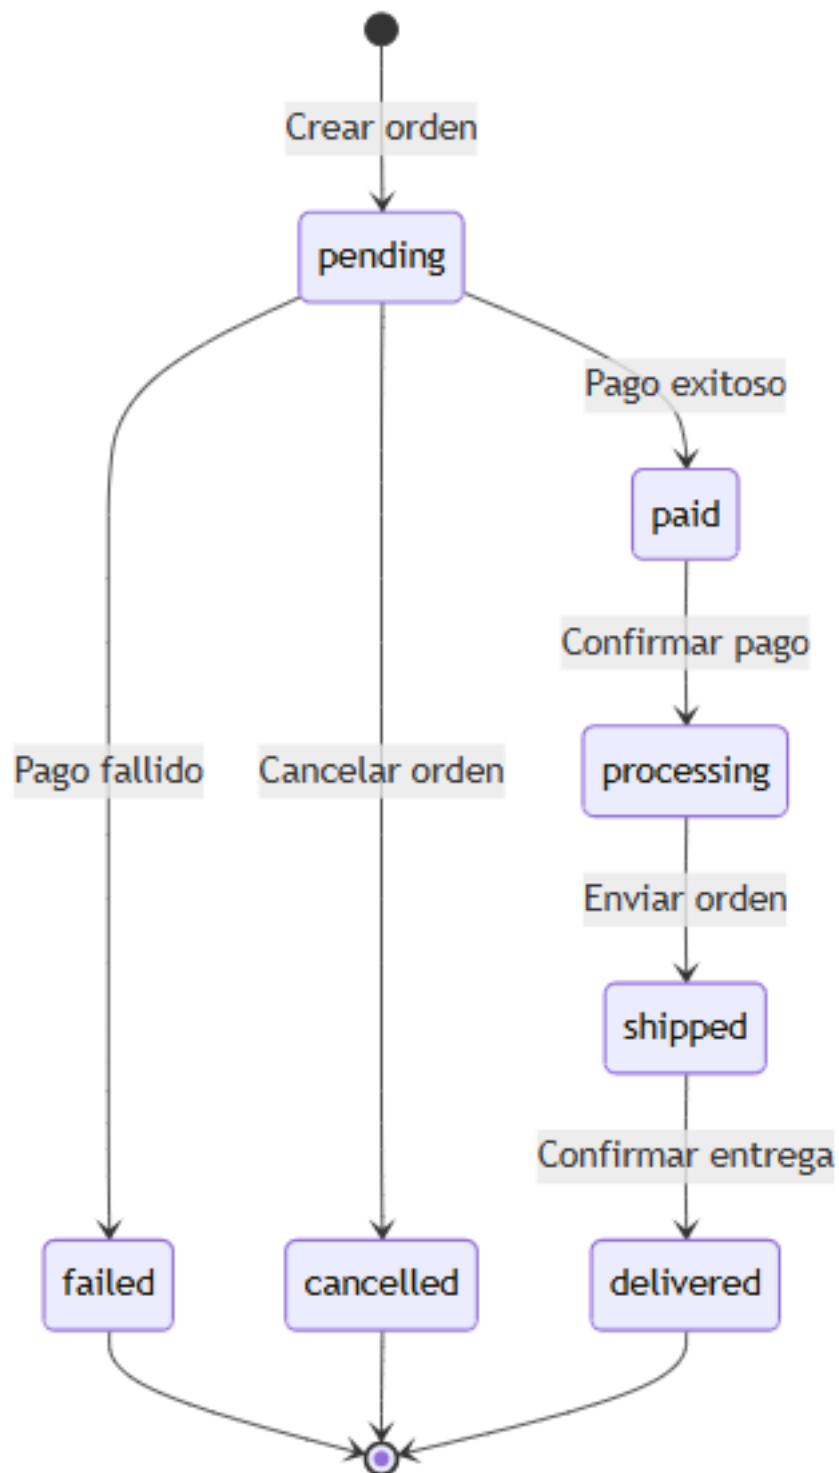 Crear orden
pending
Pago exitoso
paid
Confirmar pago
Pago fallido
Cancelar orden
processing
Enviar orden
shipped
Confirmar entrega
failed
cancelled
delivered